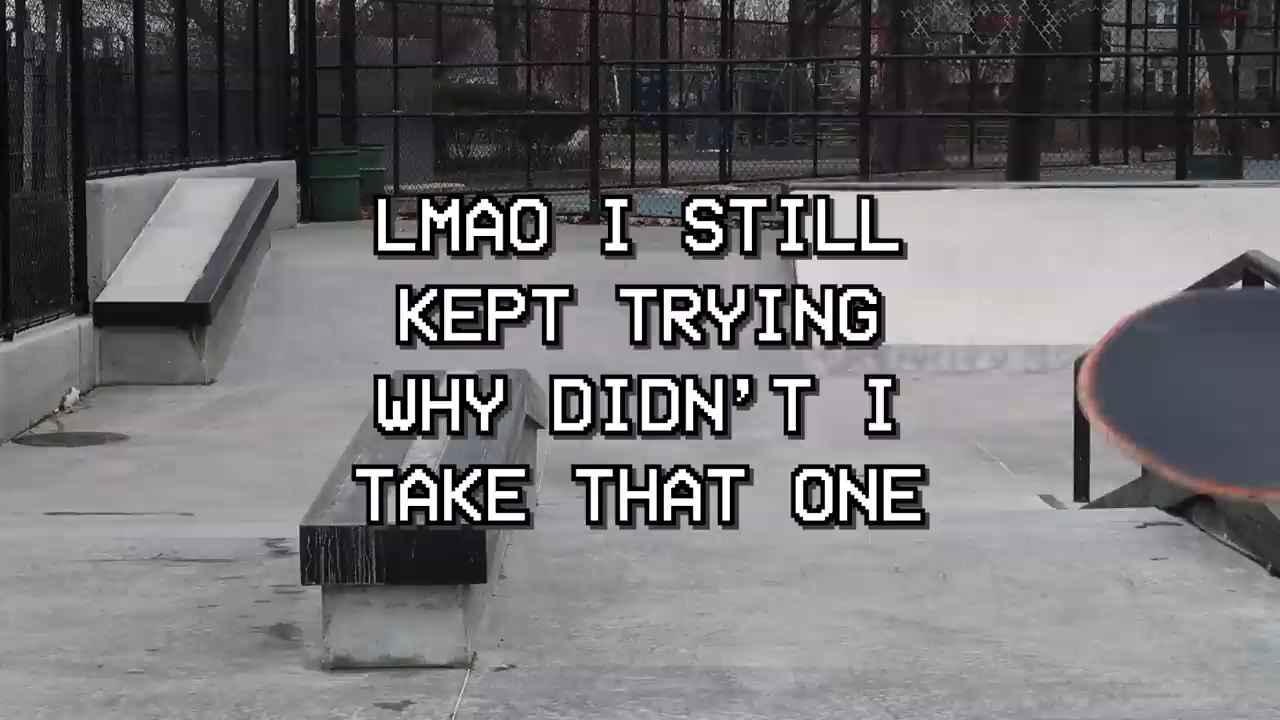 LMAO I STILL
KEPT TRYING
WHY DIDN'T I
TAKE THAT ONE